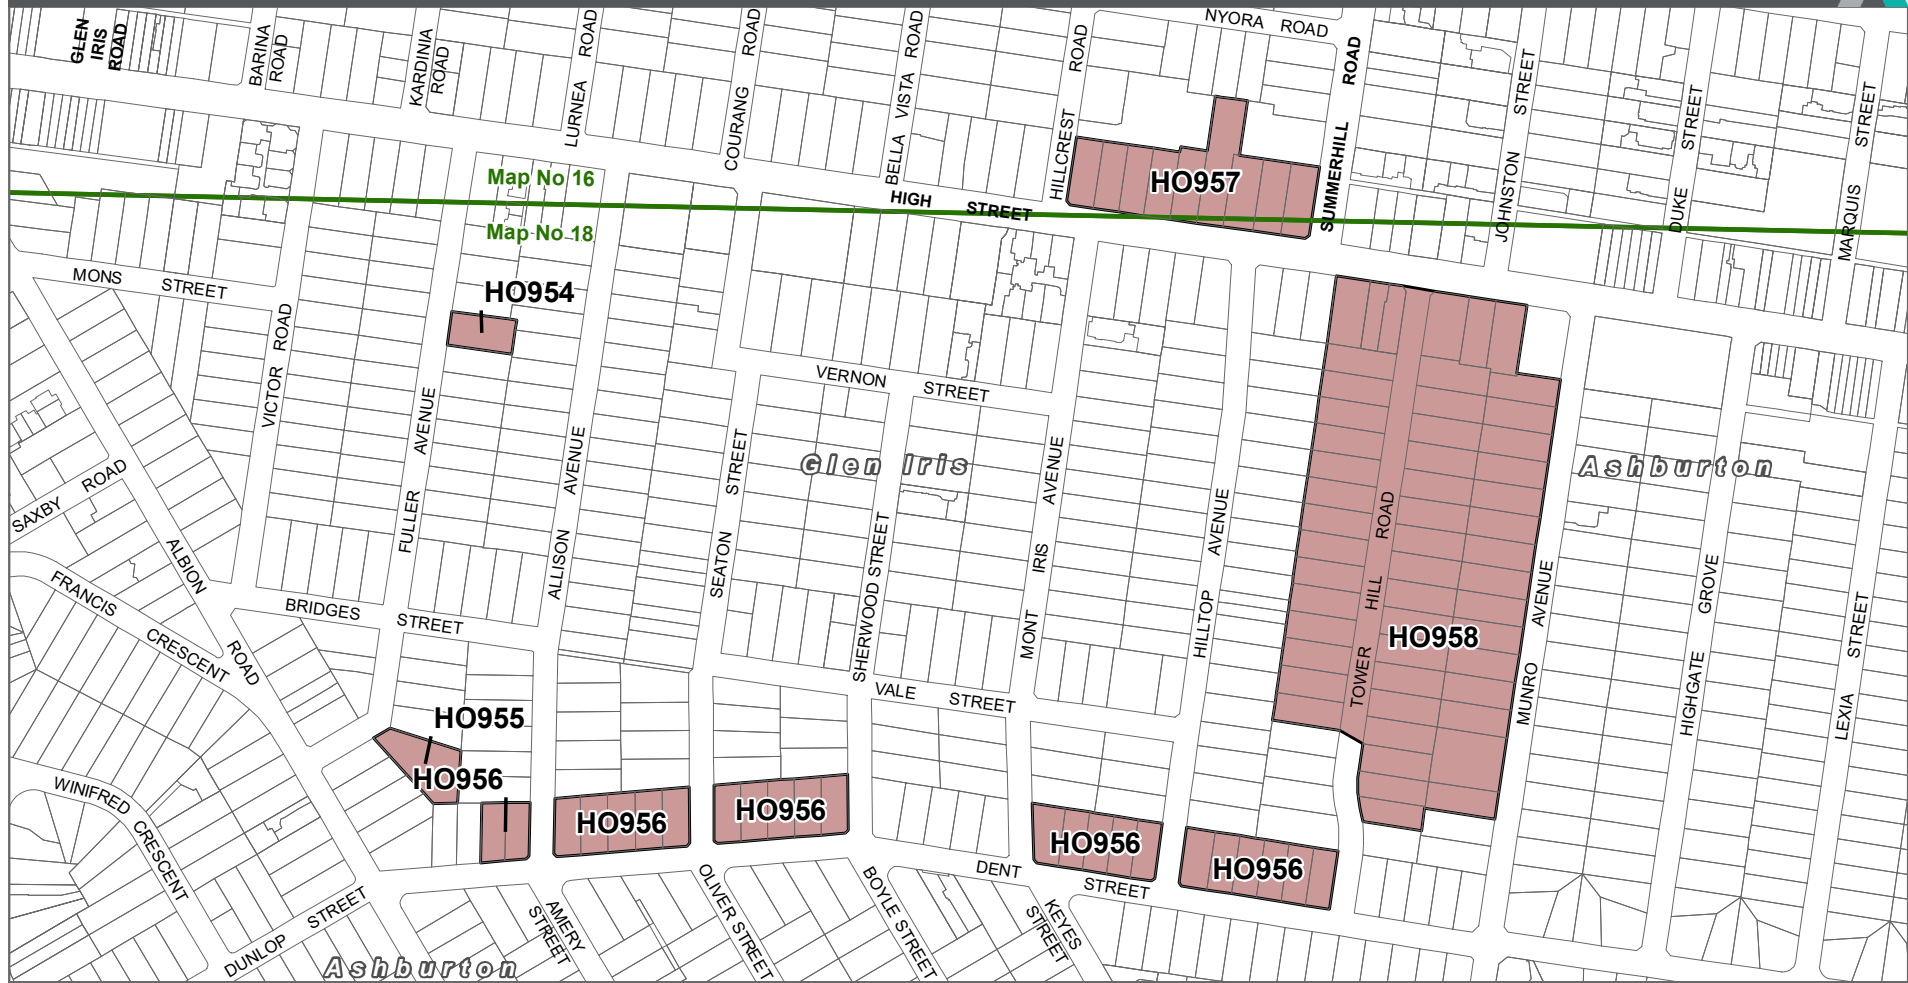 NYORA ROAD
GLEN
IRIS
ROAD
BARINA
ROAD
KARDINIA
ROAD
LURNEA ROAD
COURANG ROAD
BELLA VISTA ROAD
HILLCREST ROAD
SUMMERHILL ROAD
JOHNSTON STREET
DUKE STREET
MARQUIS STREET
Map No 16
HO957
HIGH STREET
Map No 18
MONS STREET
HO954
VICTOR ROAD
FULLER AVENUE
ALLISON AVENUE
SEATON STREET
VERNON STREET
SHERWOOD STREET
MONT IRIS AVENUE
HILLTOP AVENUE
TOWER HILL ROAD
MUNRO AVENUE
HIGHGATE GROVE
LEXIA STREET
Glen Iris
Ashburton
SAXBY ROAD
ALBION ROAD
FRANCIS CRESCENT
BRIDGES STREET
HO958
VALE STREET
HO955
HO956
WINIFRED CRESCENT
HO956
HO956
HO956
HO956
DENT STREET
DUNLOP STREET
AMERY
STREET
OLIVER STREET
BOYLE STREET
KEYES
STREET
Ashburton